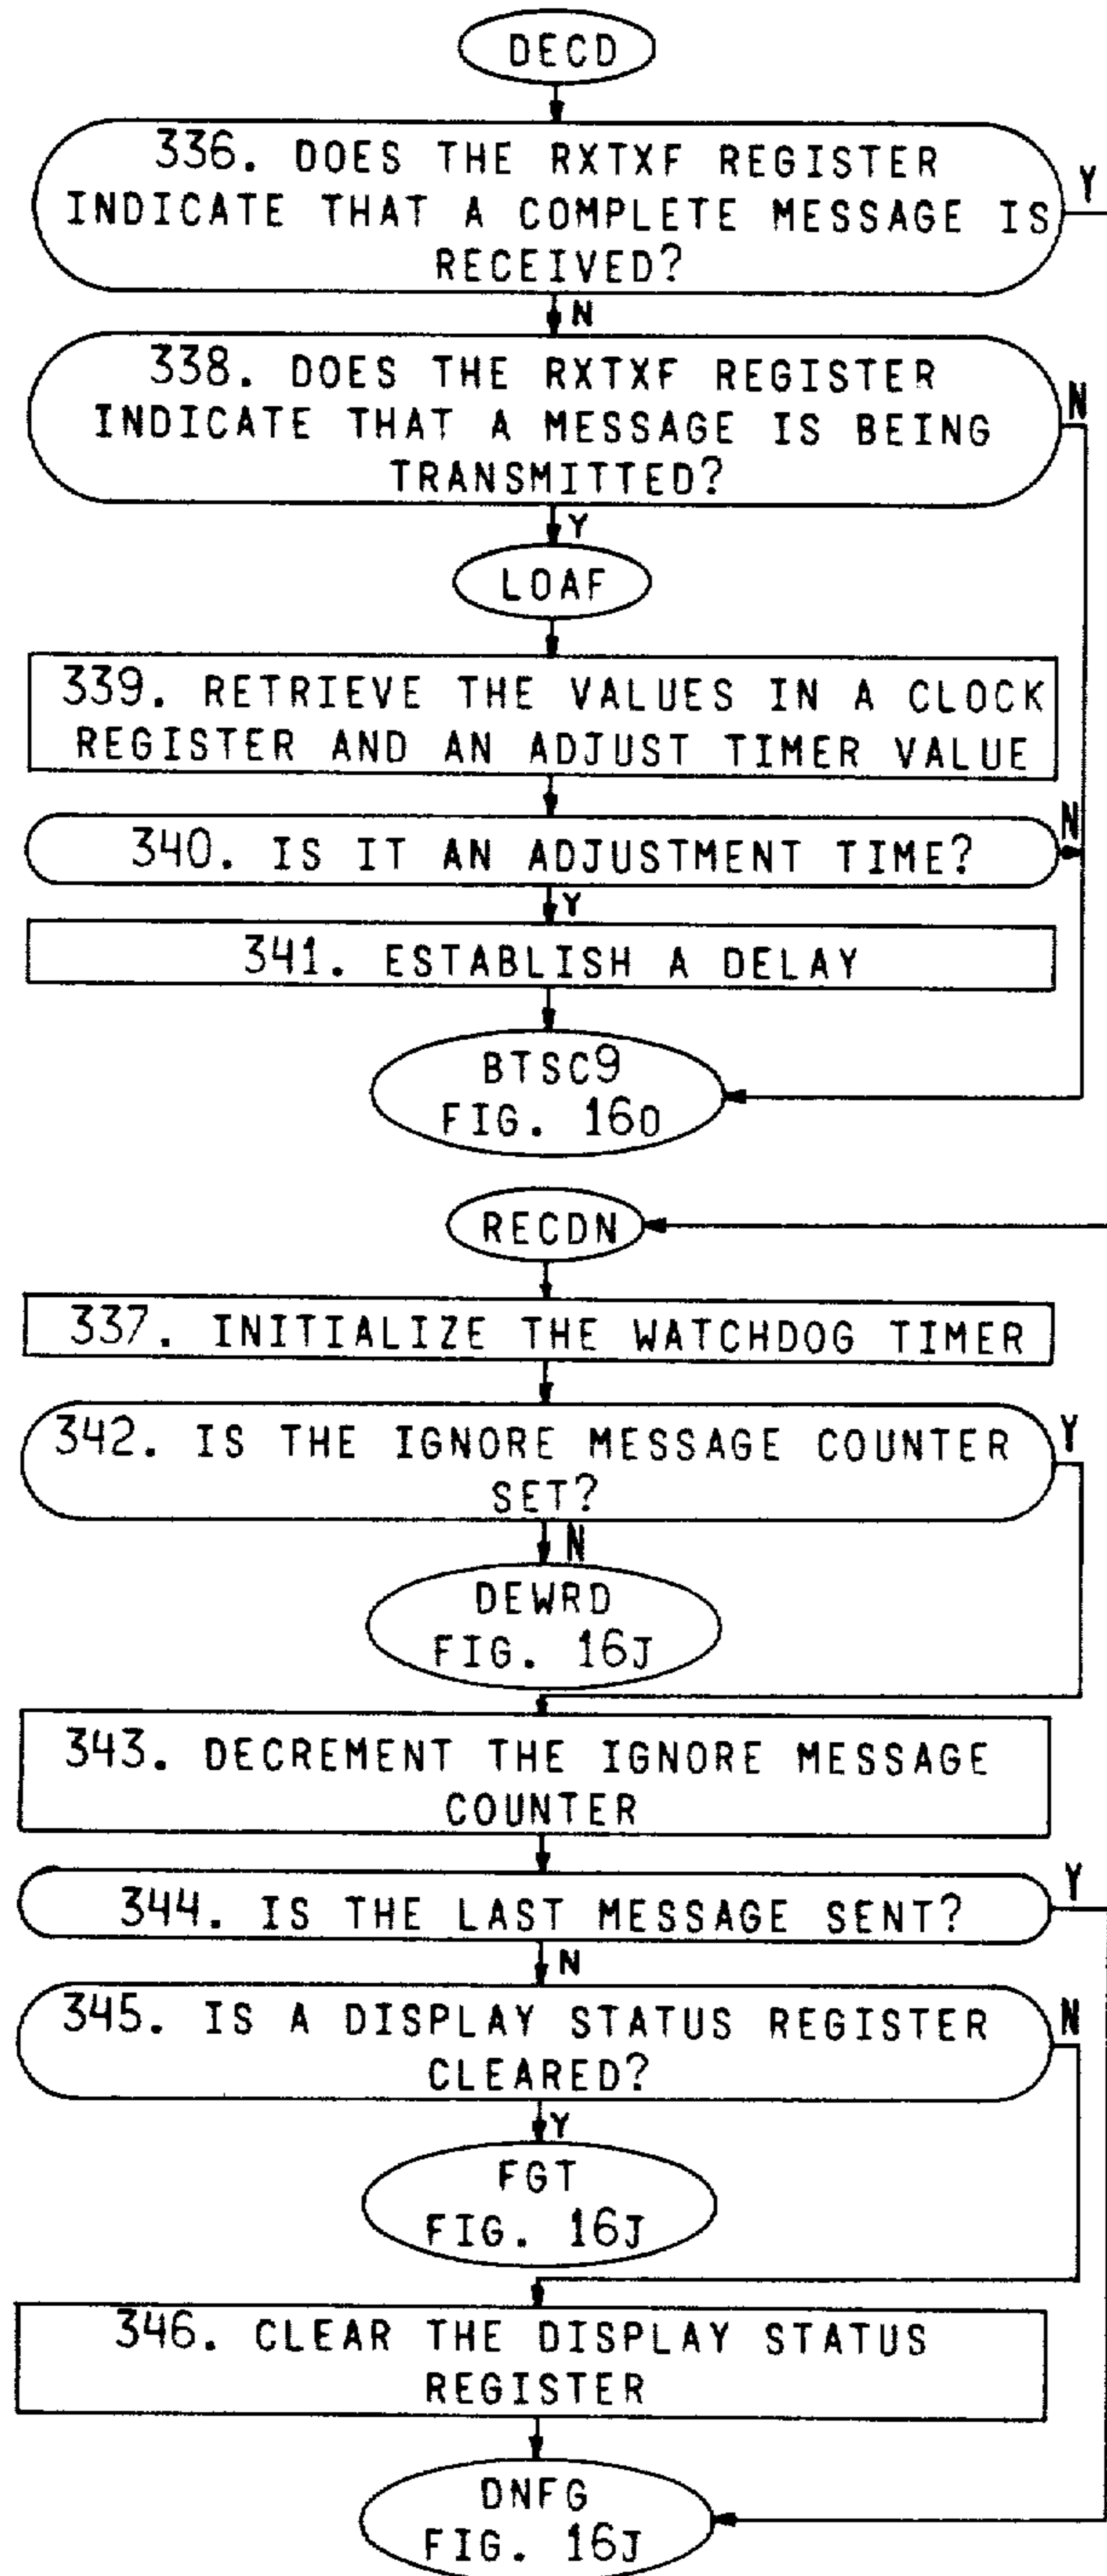 DECD
336. DOES THE RXTXF REGISTER
INDICATE THAT A COMPLETE MESSAGE IS
RECEIVED?
Y
N
338. DOES THE RXTXF REGISTER
INDICATE THAT A MESSAGE IS BEING
TRANSMITTED?
N
Y
LOAF
339. RETRIEVE THE VALUES IN A CLOCK
REGISTER AND AN ADJUST TIMER VALUE
340. IS IT AN ADJUSTMENT TIME?
N
Y
341. ESTABLISH A DELAY
BTSC9
FIG. 16O
RECDN
337. INITIALIZE THE WATCHDOG TIMER
342. IS THE IGNORE MESSAGE COUNTER
SET?
Y
N
DEWRD
FIG. 16J
343. DECREMENT THE IGNORE MESSAGE
COUNTER
344. IS THE LAST MESSAGE SENT?
Y
N
345. IS A DISPLAY STATUS REGISTER
CLEARED?
N
Y
FGT
FIG. 16J
346. CLEAR THE DISPLAY STATUS
REGISTER
DNFG
FIG. 16J